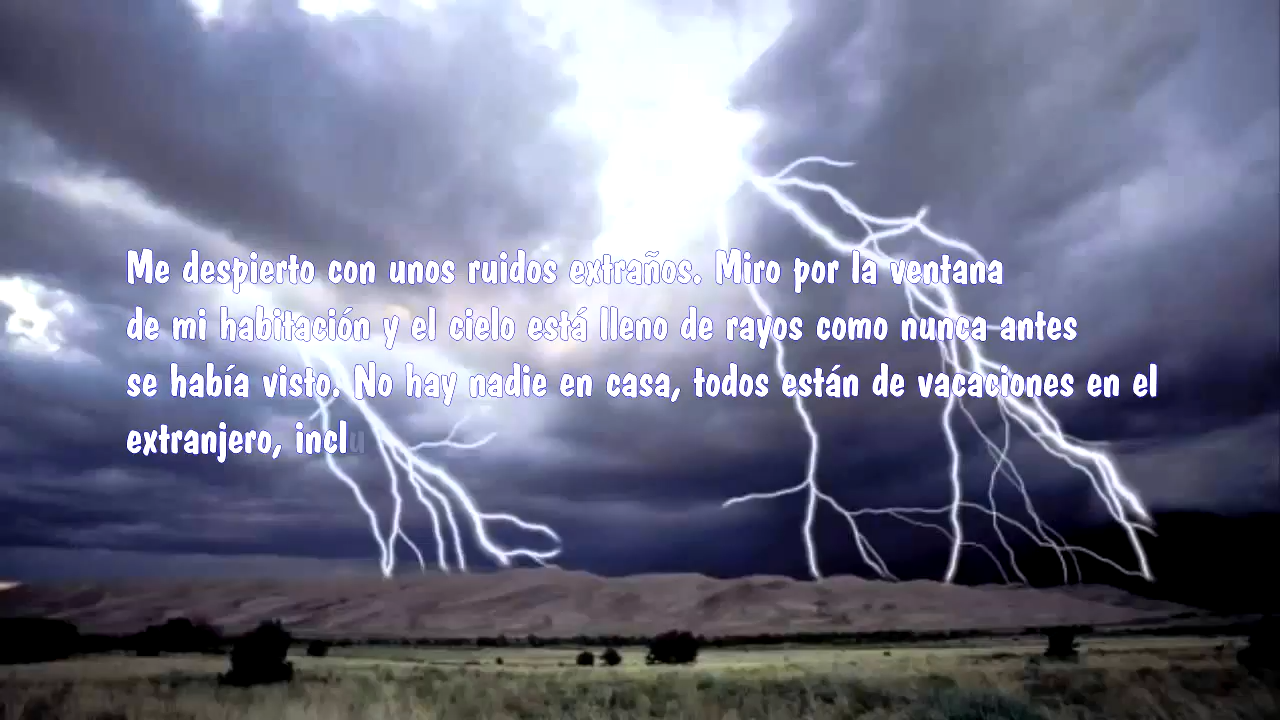 Me despierto con unos ruidos extraños. Miro por la ventana
de mi habitación y el cielo está lleno de rayos como nunca antes
se había visto. No hay nadie en casa, todos están de vacaciones en el
extranjero, inclu